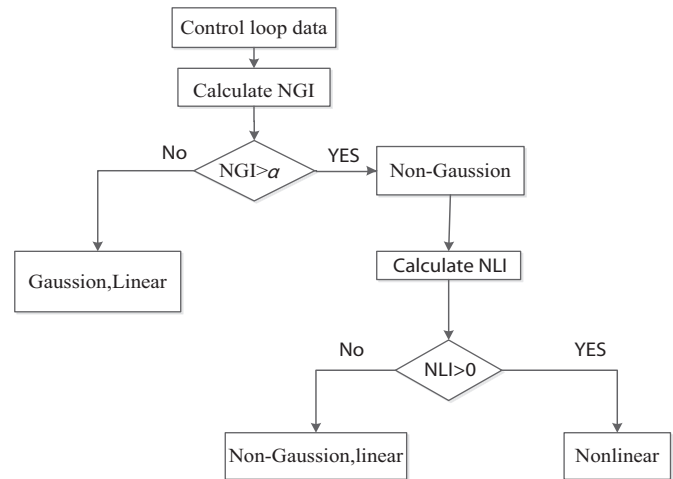 Control loop data
Calculate NGI
No
NGI>α
YES
Non-Gaussion
Gaussion,Linear
Calculate NLI
No
NLI>0
YES
Non-Gaussion,linear
Nonlinear